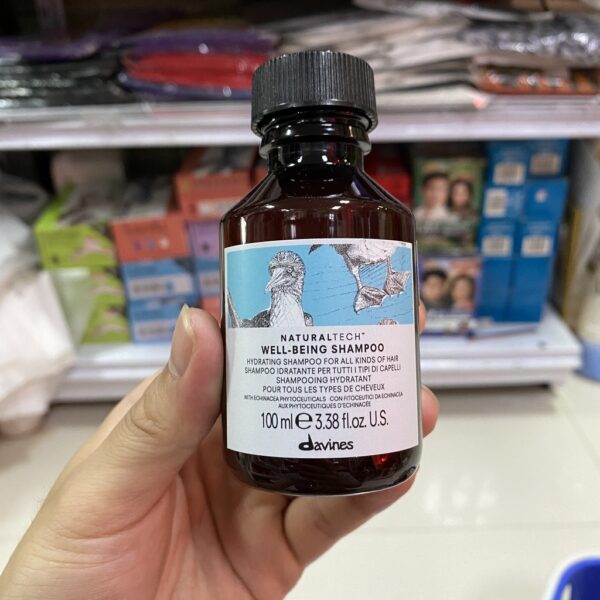 NATURALTECH™
WELL-BEING SHAMPOO
HYDRATING SHAMPOO FOR ALL KINDS OF HAIR
SHAMPOO IDRATANTE PER TUTTI I TIPI DI CAPELLI
SHAMPOOING HYDRATANT
POUR TOUS LES TYPES DE CHEVEUX
WITH ECHINACEA PHYTOCEUTICALS CON FITOCEUTICI DA ECHINACEA
AUX PHYTOCEUTIQUES D'ECHINACÉE
100 ml ℮ 3.38 fl.oz. U.S.
davines